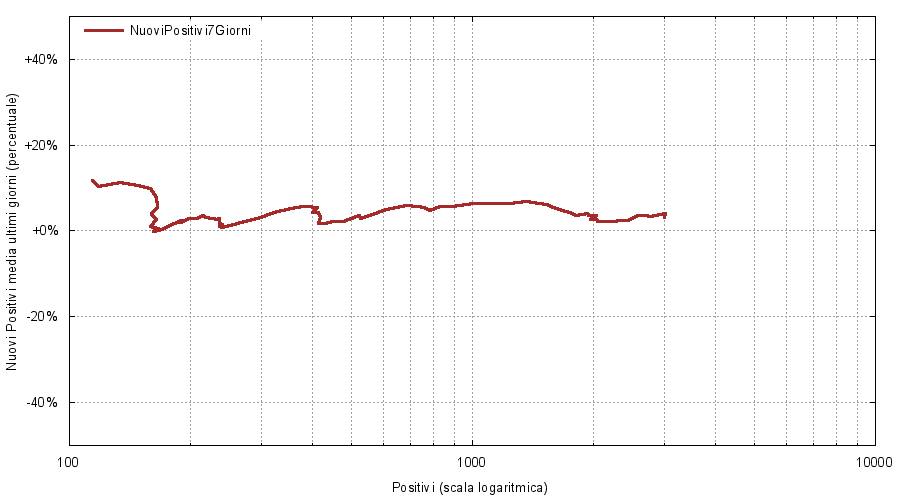 NuoviPositivi7Giorni
+40%
+20%
+0%
-20%
-40%
Nuovi Positivi media ultimi giorni (percentuale)
100
1000
10000
Positivi (scala logaritmica)